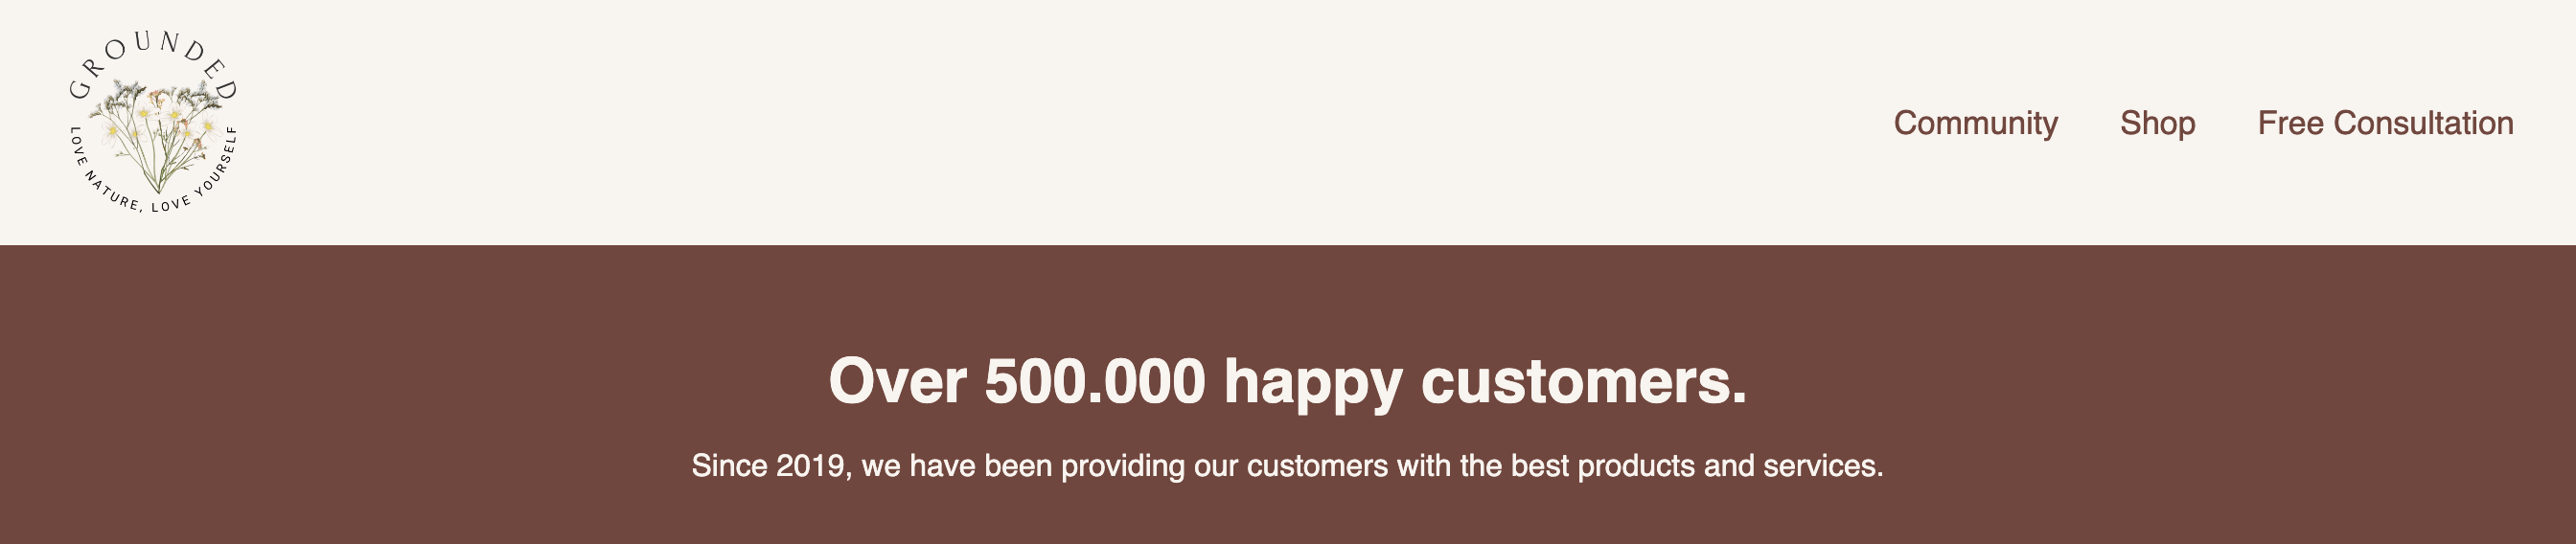 GROUNDED
LOVE NATURE, LOVE YOURSELF
Community Shop Free Consultation
Over 500.000 happy customers.
Since 2019, we have been providing our customers with the best products and services.